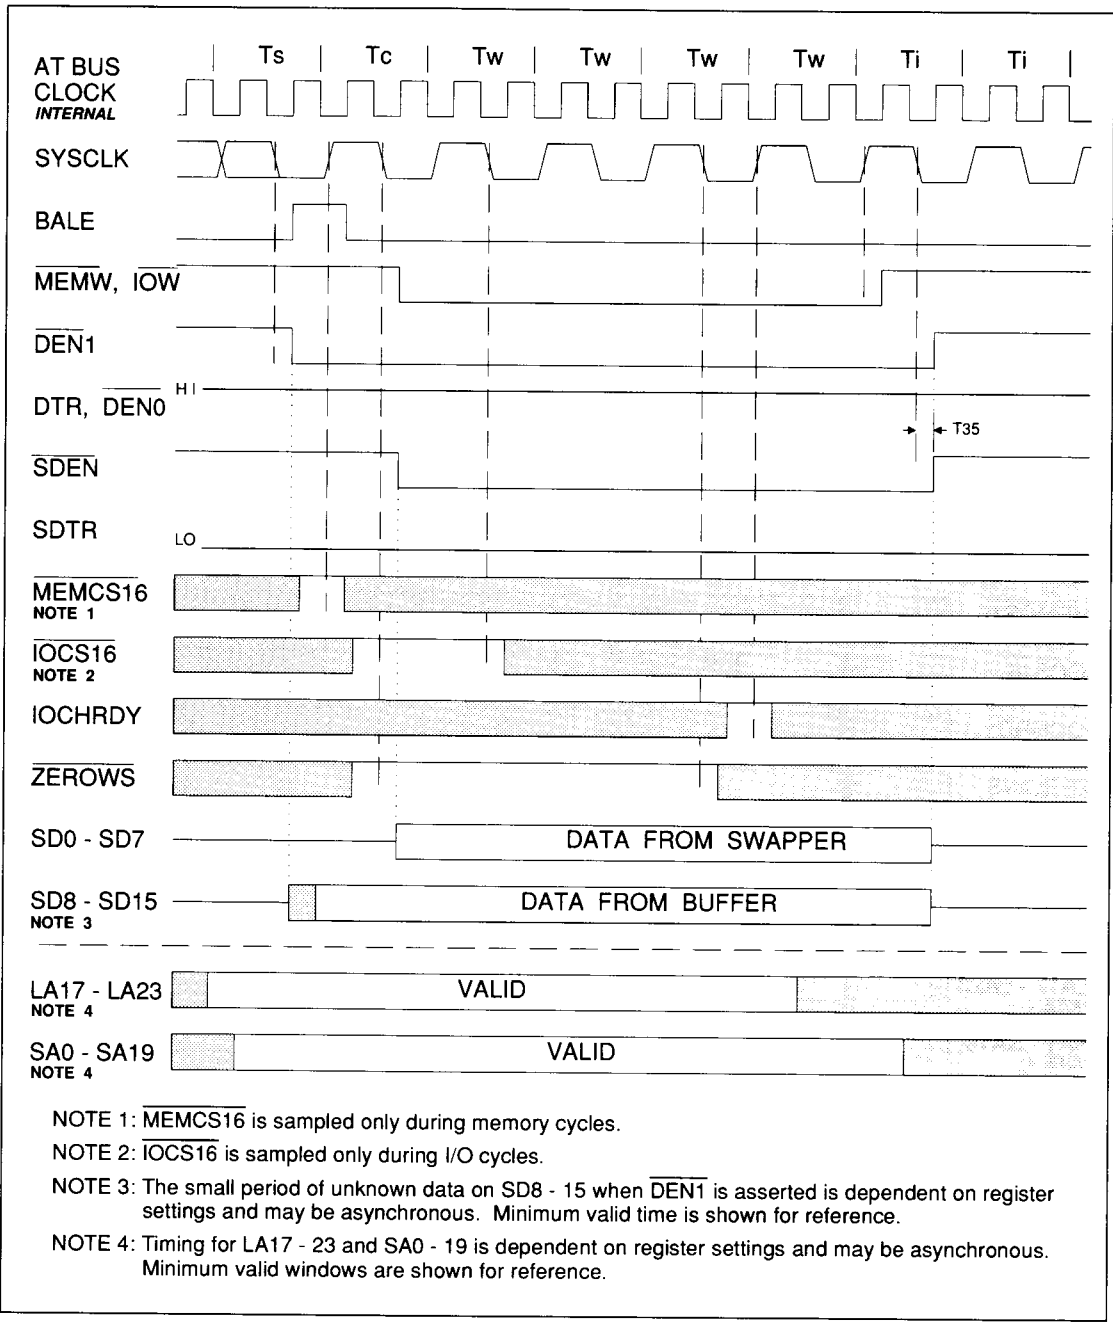 AT BUS
CLOCK
INTERNAL
Ts Tc Tw Tw Tw Tw Ti Ti
SYSCLK
BALE
MEMW, IOW
DEN1
HI
DTR, DEN0
T35
SDEN
SDTR
LO
MEMCS16
NOTE 1
IOCS16
NOTE 2
IOCHRDY
ZEROWS
SD0 - SD7 DATA FROM SWAPPER
SD8 - SD15 DATA FROM BUFFER
NOTE 3
LA17 - LA23 VALID
NOTE 4
SA0 - SA19 VALID
NOTE 4
NOTE 1: MEMCS16 is sampled only during memory cycles.
NOTE 2: IOCS16 is sampled only during I/O cycles.
NOTE 3: The small period of unknown data on SD8 - 15 when DEN1 is asserted is dependent on register
settings and may be asynchronous. Minimum valid time is shown for reference.
NOTE 4: Timing for LA17 - 23 and SA0 - 19 is dependent on register settings and may be asynchronous.
Minimum valid windows are shown for reference.